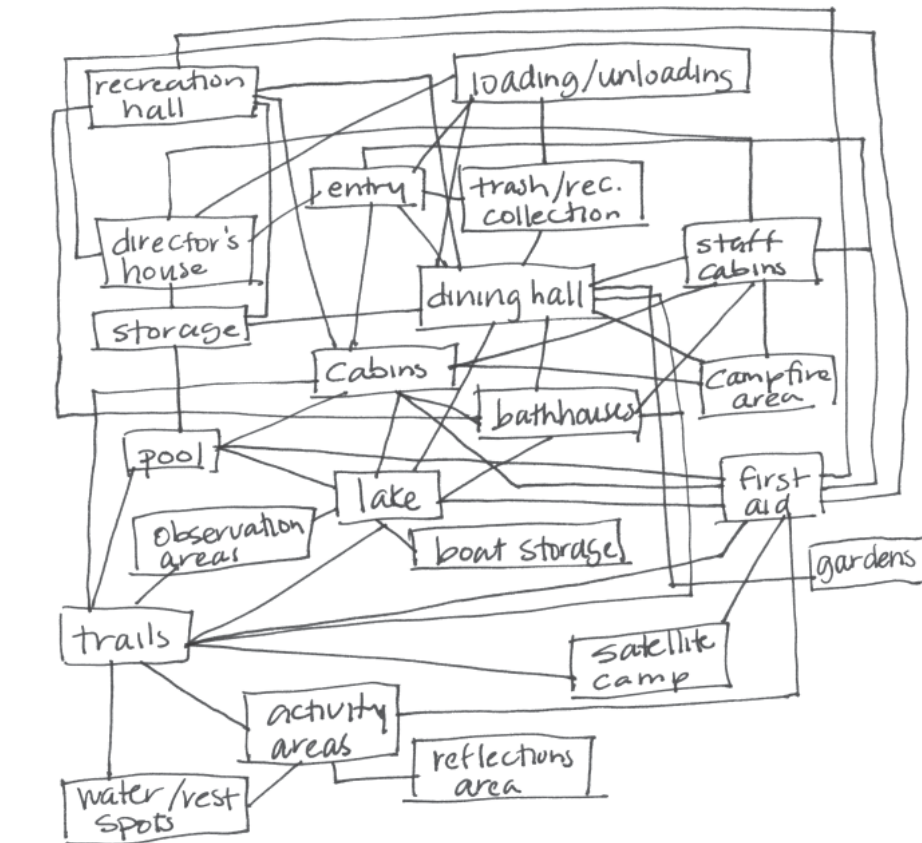 recreation
hall
loading/unloading
entry
trash/rec.
collection
director's
house
staff
cabins
dining hall
storage
Cabins
Campfire
area
bathhouses
pool
first
aid
lake
observation
areas
boat storage
gardens
trails
satellite
camp
activity
areas
reflections
area
water/rest
spots